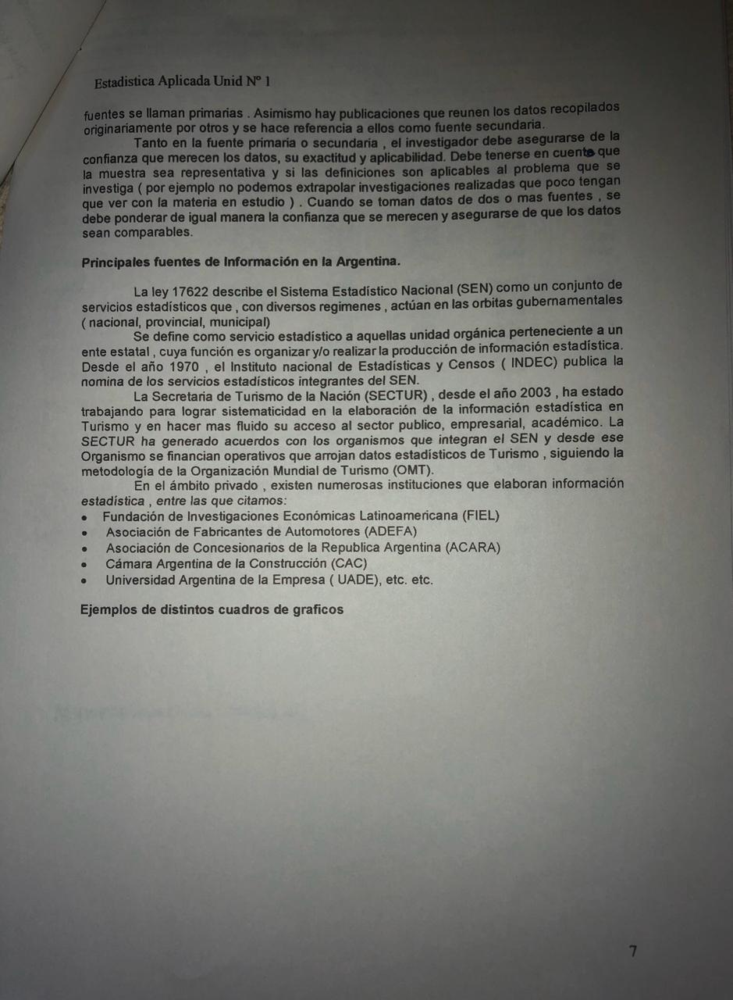 Estadistica Aplicada Unid Nº 1
fuentes se llaman primarias . Asimismo hay publicaciones que reunen los datos recopilados
originariamente por otros y se hace referencia a ellos como fuente secundaria.
Tanto en la fuente primaria o secundaria , el investigador debe asegurarse de la
confianza que merecen los datos, su exactitud y aplicabilidad. Debe tenerse en cuenta que
la muestra sea representativa y si las definiciones son aplicables al problema que se
investiga ( por ejemplo no podemos extrapolar investigaciones realizadas que poco tengan
que ver con la materia en estudio ) . Cuando se toman datos de dos o mas fuentes , se
debe ponderar de igual manera la confianza que se merecen y asegurarse de que los datos
sean comparables.
Principales fuentes de Información en la Argentina.
La ley 17622 describe el Sistema Estadístico Nacional (SEN) como un conjunto de
servicios estadísticos que , con diversos regimenes , actúan en las orbitas gubernamentales
( nacional, provincial, municipal)
Se define como servicio estadístico a aquellas unidad orgánica perteneciente a un
ente estatal , cuya función es organizar y/o realizar la producción de información estadística.
Desde el año 1970 , el Instituto nacional de Estadísticas y Censos ( INDEC) publica la
nomina de los servicios estadísticos integrantes del SEN.
La Secretaria de Turismo de la Nación (SECTUR) , desde el año 2003 , ha estado
trabajando para lograr sistematicidad en la elaboración de la información estadística en
Turismo y en hacer mas fluido su acceso al sector publico, empresarial, académico. La
SECTUR ha generado acuerdos con los organismos que integran el SEN y desde ese
Organismo se financian operativos que arrojan datos estadísticos de Turismo , siguiendo la
metodología de la Organización Mundial de Turismo (OMT).
En el ámbito privado , existen numerosas instituciones que elaboran información
estadística , entre las que citamos:
• Fundación de Investigaciones Económicas Latinoamericana (FIEL)
• Asociación de Fabricantes de Automotores (ADEFA)
• Asociación de Concesionarios de la Republica Argentina (ACARA)
• Cámara Argentina de la Construcción (CAC)
• Universidad Argentina de la Empresa ( UADE), etc. etc.
Ejemplos de distintos cuadros de graficos
7